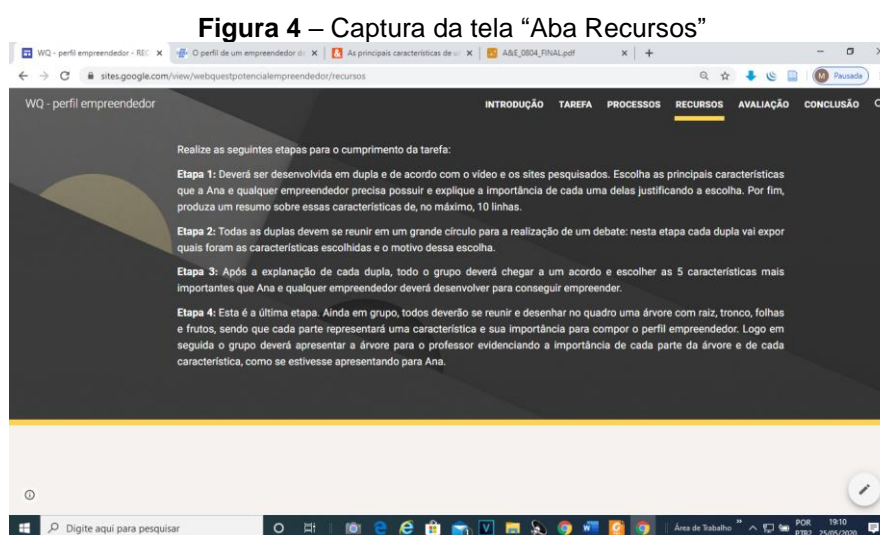 Figura 4 – Captura da tela “Aba Recursos”
WQ - perfil empreendedor - REC
O perfil de um empreendedor de
As principais características de u
A&E_0804_FINAL.pdf
sites.google.com/view/webquestpotencialempreendedor/recursos
M Pausada
WQ - perfil empreendedor
INTRODUÇÃO TAREFA PROCESSOS RECURSOS AVALIAÇÃO CONCLUSÃO
Realize as seguintes etapas para o cumprimento da tarefa:
Etapa 1: Deverá ser desenvolvida em dupla e de acordo com o vídeo e os sites pesquisados. Escolha as principais características
que a Ana e qualquer empreendedor precisa possuir e explique a importância de cada uma delas justificando a escolha. Por fim,
produza um resumo sobre essas características de, no máximo, 10 linhas.
Etapa 2: Todas as duplas devem se reunir em um grande círculo para a realização de um debate: nesta etapa cada dupla vai expor
quais foram as características escolhidas e o motivo dessa escolha.
Etapa 3: Após a explanação de cada dupla, todo o grupo deverá chegar a um acordo e escolher as 5 características mais
importantes que Ana e qualquer empreendedor deverá desenvolver para conseguir empreender.
Etapa 4: Esta é a última etapa. Ainda em grupo, todos deverão se reunir e desenhar no quadro uma árvore com raiz, tronco, folhas
e frutos, sendo que cada parte representará uma característica e sua importância para compor o perfil empreendedor. Logo em
seguida o grupo deverá apresentar a árvore para o professor evidenciando a importância de cada parte da árvore e de cada
característica, como se estivesse apresentando para Ana.
Digite aqui para pesquisar
Área de Trabalho
POR 19:10
PTB2 25/05/2020